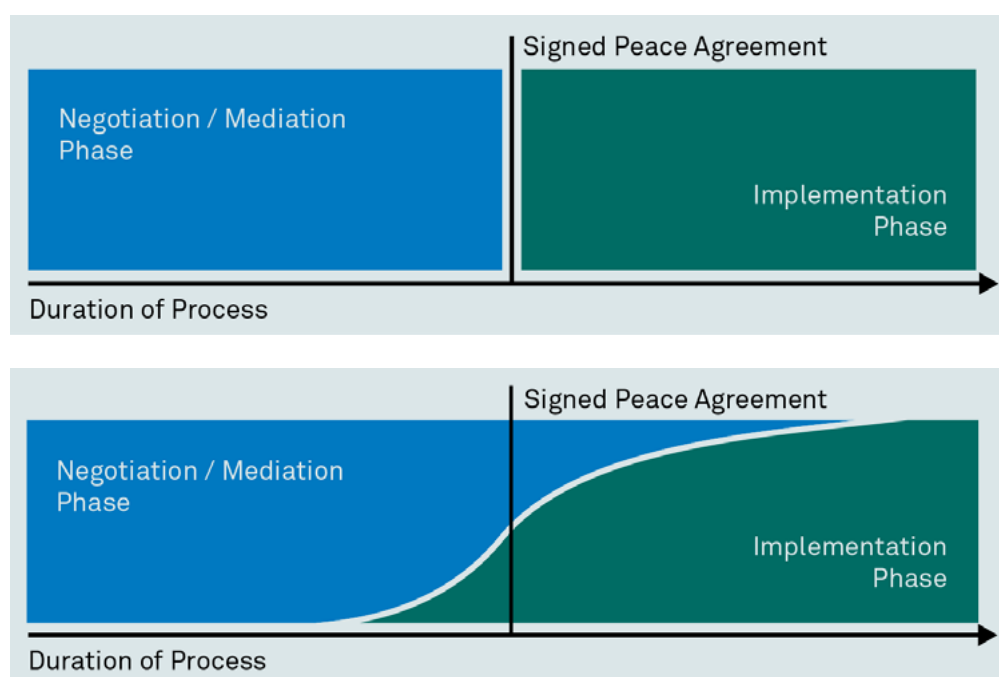 Signed Peace Agreement
Negotiation / Mediation
Phase
Implementation
Phase
Duration of Process
Signed Peace Agreement
Negotiation / Mediation
Phase
Implementation
Phase
Duration of Process